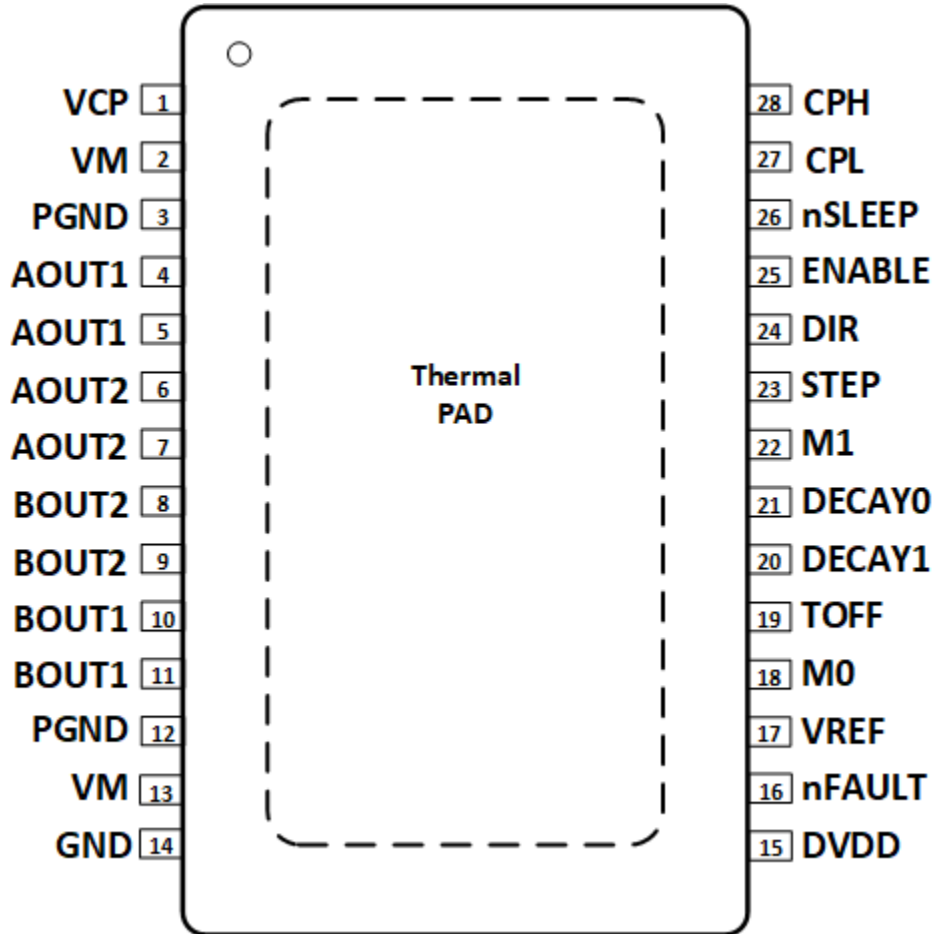 VCP 1 28 CPH
VM 2 27 CPL
PGND 3 26 nSLEEP
AOUT1 4 25 ENABLE
AOUT1 5 24 DIR
AOUT2 6 23 STEP
AOUT2 7 22 M1
BOUT2 8 21 DECAY0
BOUT2 9 20 DECAY1
BOUT1 10 19 TOFF
BOUT1 11 18 M0
PGND 12 17 VREF
VM 13 16 nFAULT
GND 14 15 DVDD
Thermal
PAD